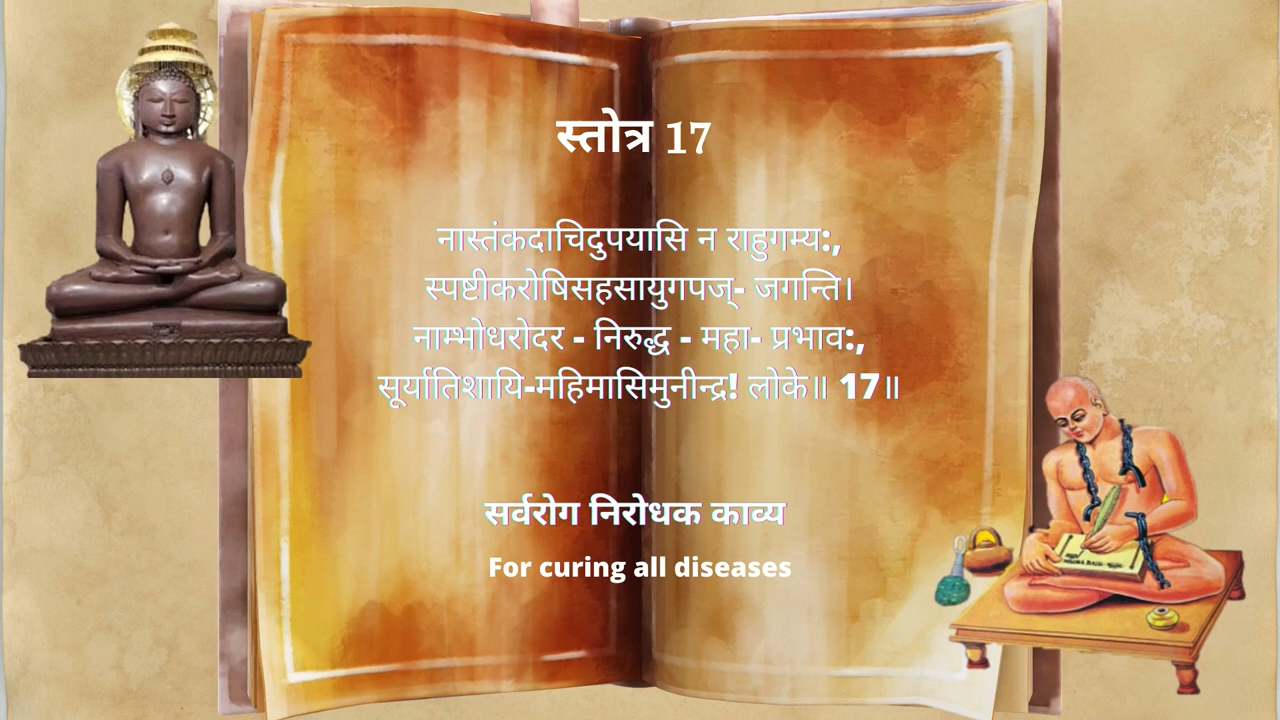 स्तोत्र 17
नास्तंकदाचिदुपयासि न राहुगम्य:,
स्पष्टीकरोषिसहसायुगपज्- जगन्ति।
नाम्भोधरोदर - निरुद्ध - महा- प्रभाव:,
सूर्यातिशायि-महिमासिमुनीन्द्र! लोके॥ 17॥
सर्वरोग निरोधक काव्य
For curing all diseases